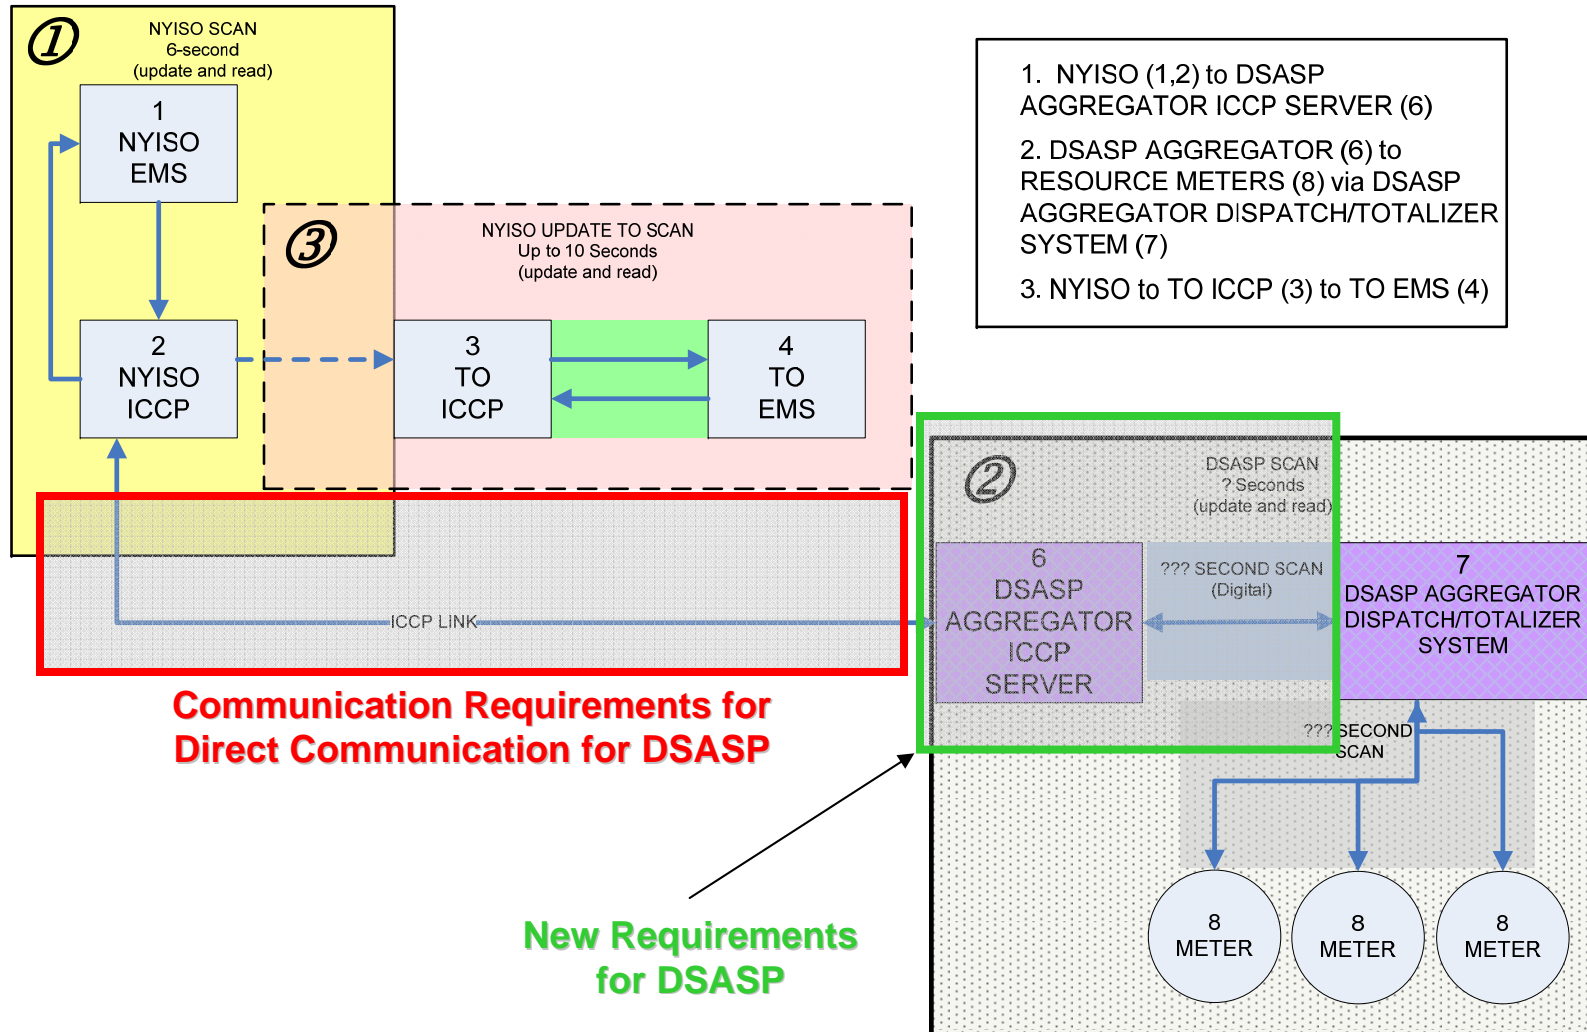 ①
NYISO SCAN
6-second
(update and read)
1
NYISO
EMS
2
NYISO
ICCP
③
NYISO UPDATE TO SCAN
Up to 10 Seconds
(update and read)
3
TO
ICCP
4
TO
EMS
1. NYISO (1,2) to DSASP
AGGREGATOR ICCP SERVER (6)
2. DSASP AGGREGATOR (6) to
RESOURCE METERS (8) via DSASP
AGGREGATOR DISPATCH/TOTALIZER
SYSTEM (7)
3. NYISO to TO ICCP (3) to TO EMS (4)
②
DSASP SCAN
? Seconds
(update and read)
6
DSASP
AGGREGATOR
ICCP
SERVER
??? SECOND SCAN
(Digital)
7
DSASP AGGREGATOR
DISPATCH/TOTALIZER
SYSTEM
ICCP LINK
Communication Requirements for
Direct Communication for DSASP
??? SECOND
SCAN
New Requirements
for DSASP
8
METER
8
METER
8
METER